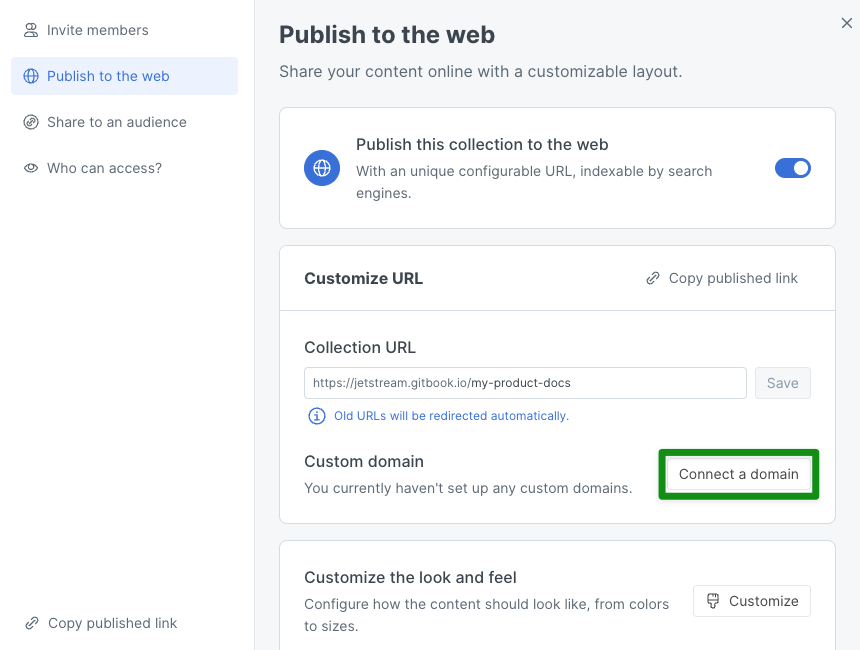 Invite members
Publish to the web
Share to an audience
Who can access?
Copy published link
Publish to the web
Share your content online with a customizable layout.
Publish this collection to the web
With an unique configurable URL, indexable by search
engines.
Customize URL
Copy published link
Collection URL
https://jetstream.gitbook.io/my-product-docs
Save
Old URLs will be redirected automatically.
Custom domain
You currently haven't set up any custom domains.
Connect a domain
Customize the look and feel
Configure how the content should look like, from colors
to sizes.
Customize